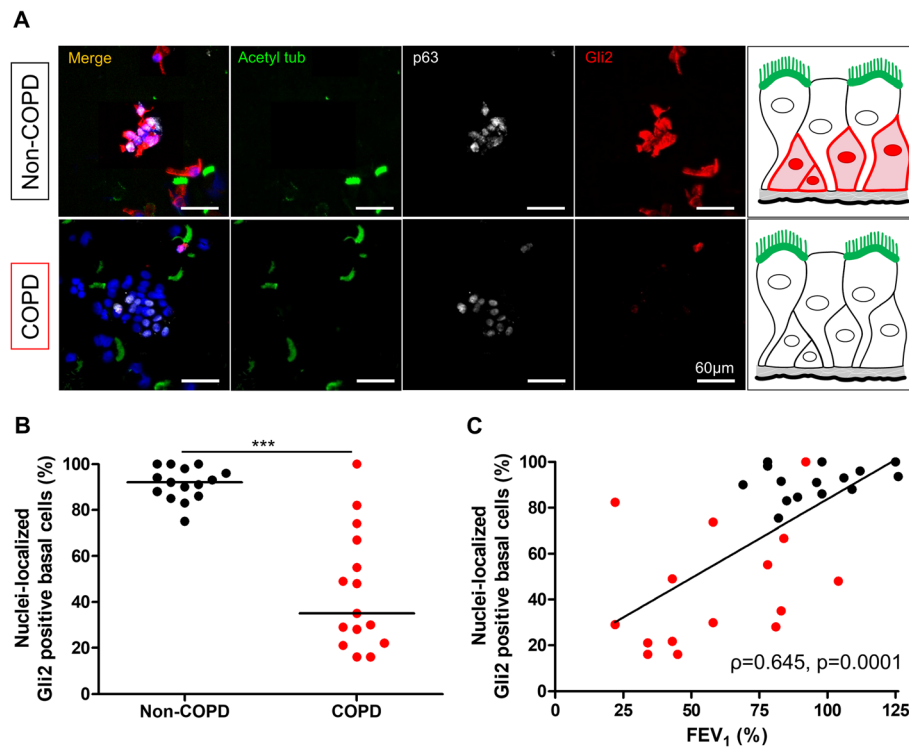 A
Non-COPD
Merge
Acetyl tub
p63
Gli2
COPD
60µm
B
Nuclei-localized
Gli2 positive basal cells (%)
100
80
60
40
20
0
***
Non-COPD
COPD
C
Nuclei-localized
Gli2 positive basal cells (%)
100
80
60
40
20
0
ρ=0.645, p=0.0001
0
25
50
75
100
125
FEV₁ (%)